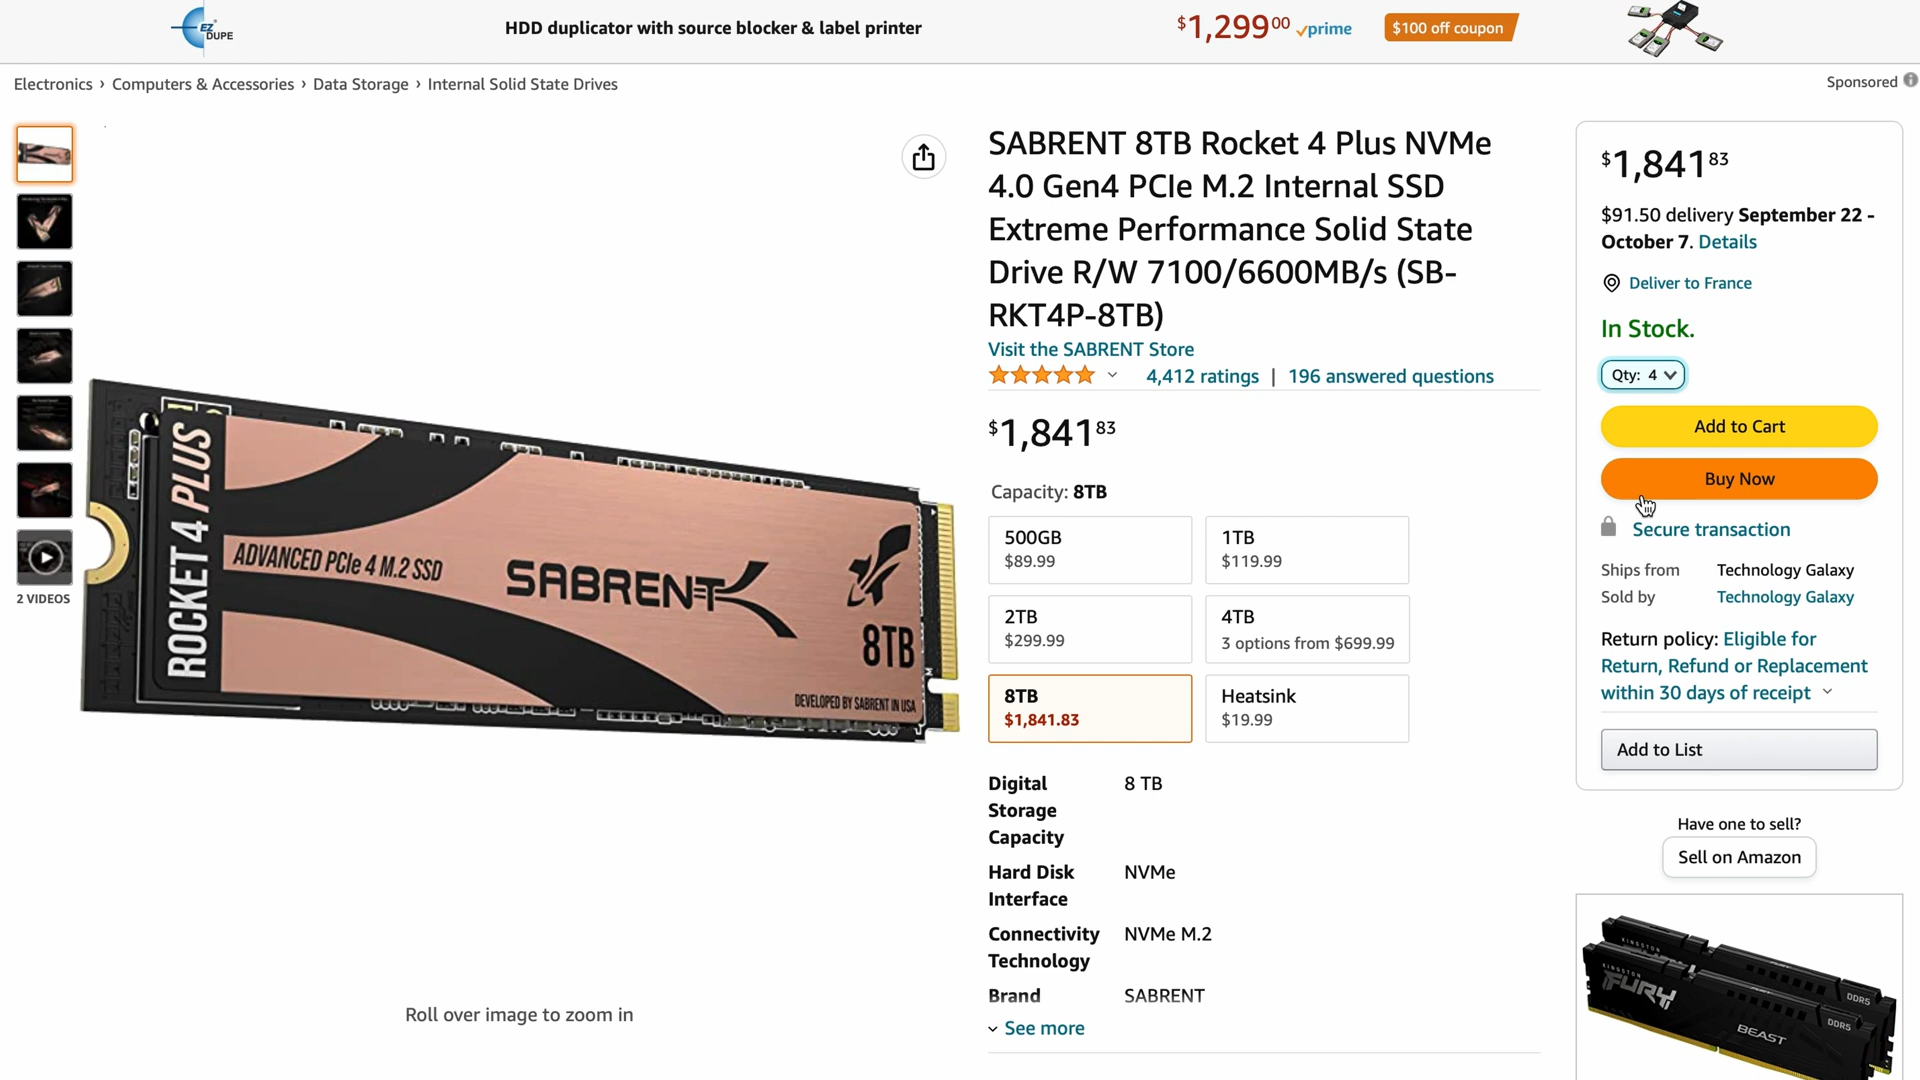 EZ DUPE
HDD duplicator with source blocker & label printer
$1,299 00 prime
$100 off coupon
Electronics › Computers & Accessories › Data Storage › Internal Solid State Drives
Sponsored
SABRENT 8TB Rocket 4 Plus NVMe
4.0 Gen4 PCIe M.2 Internal SSD
Extreme Performance Solid State
Drive R/W 7100/6600MB/s (SB-
RKT4P-8TB)
Visit the SABRENT Store
4,412 ratings | 196 answered questions
$1,841 83
Capacity: 8TB
500GB
$89.99
1TB
$119.99
2TB
$299.99
4TB
3 options from $699.99
8TB
$1,841.83
Heatsink
$19.99
Digital
Storage
Capacity
8 TB
Hard Disk
Interface
NVMe
Connectivity
Technology
NVMe M.2
Brand
SABRENT
See more
2 VIDEOS
ROCKET 4 PLUS
ADVANCED PCIe 4 M.2 SSD
SABRENT
8TB
DEVELOPED BY SABRENT IN USA
Roll over image to zoom in
$1,841 83
$91.50 delivery September 22 -
October 7. Details
Deliver to France
In Stock.
Qty: 4
Add to Cart
Buy Now
Secure transaction
Ships from Technology Galaxy
Sold by Technology Galaxy
Return policy: Eligible for
Return, Refund or Replacement
within 30 days of receipt
Add to List
Have one to sell?
Sell on Amazon
KINGSTON
KINGSTON
FURY
DDR5
BEAST
DDR5